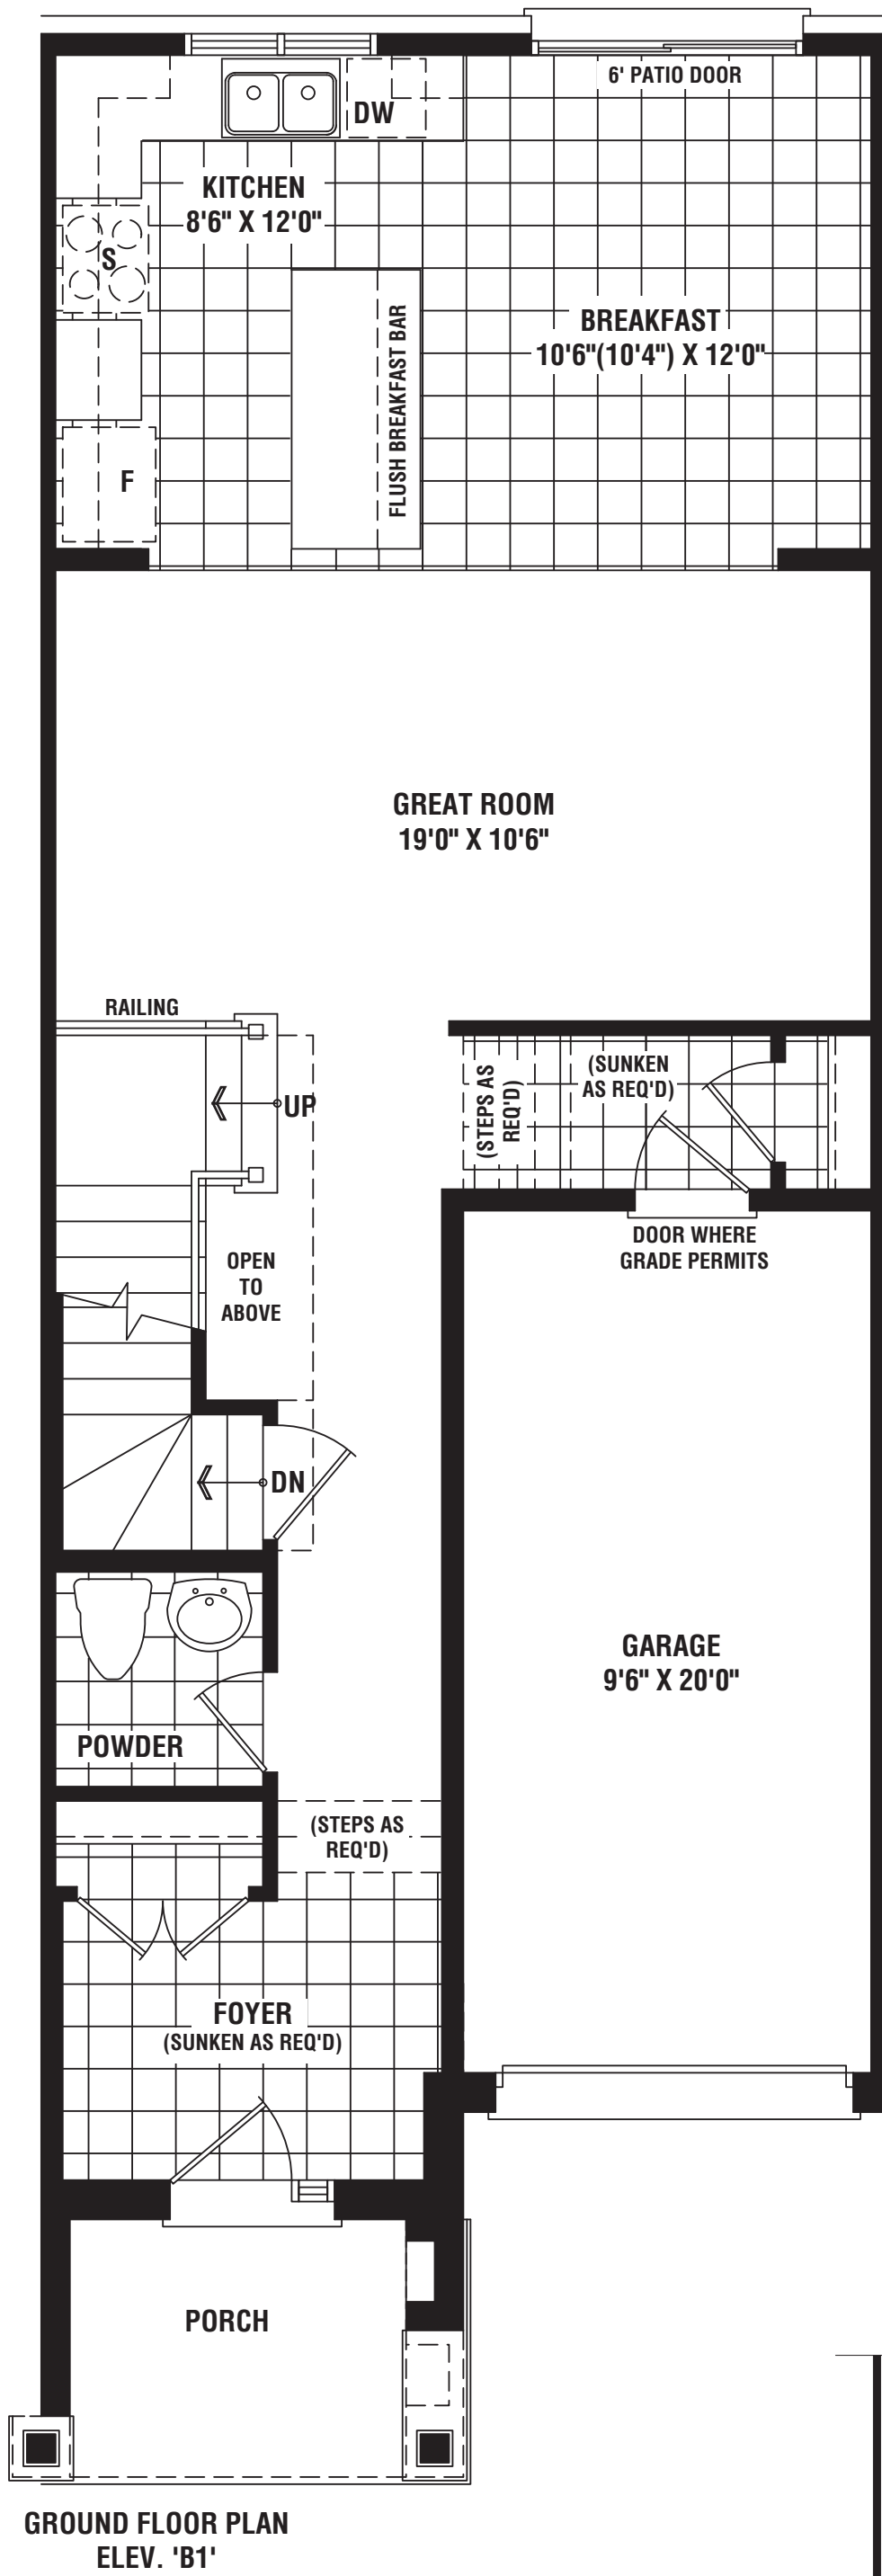 6' PATIO DOOR
DW
KITCHEN
8'6" X 12'0"
S
BREAKFAST
10'6"(10'4") X 12'0"
FLUSH BREAKFAST BAR
F
GREAT ROOM
19'0" X 10'6"
RAILING
UP
(STEPS AS
REQ'D)
(SUNKEN
AS REQ'D)
DOOR WHERE
GRADE PERMITS
OPEN
TO
ABOVE
DN
GARAGE
9'6" X 20'0"
POWDER
(STEPS AS
REQ'D)
FOYER
(SUNKEN AS REQ'D)
PORCH
GROUND FLOOR PLAN
ELEV. 'B1'